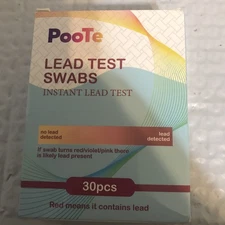 PooTe
LEAD TEST
SWABS
INSTANT LEAD TEST
no lead
detected
lead
detected
If swab turns red/violet/pink there
is likely lead present
30pcs
Red means it contains lead